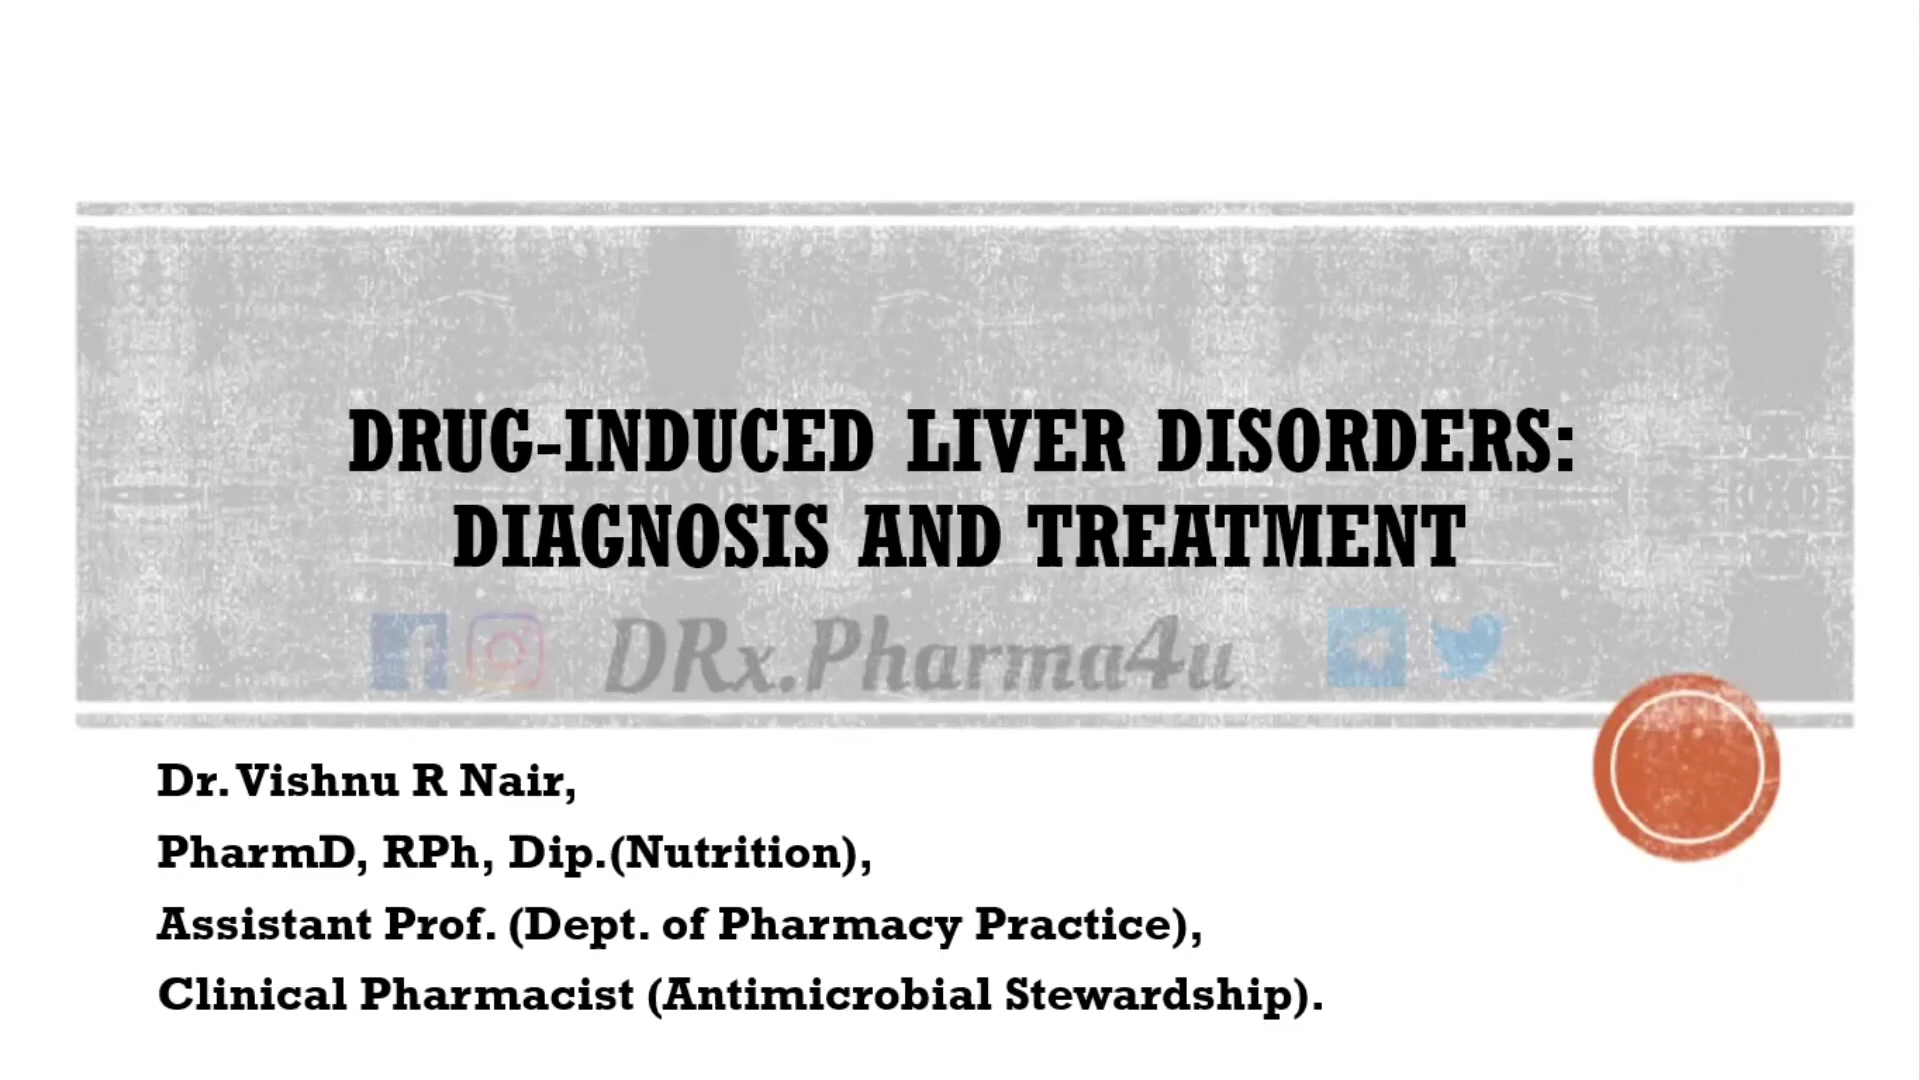 DRUG-INDUCED LIVER DISORDERS:
DIAGNOSIS AND TREATMENT
DRx.Pharma4u
Dr. Vishnu R Nair,
PharmD, RPh, Dip.(Nutrition),
Assistant Prof. (Dept. of Pharmacy Practice),
Clinical Pharmacist (Antimicrobial Stewardship).